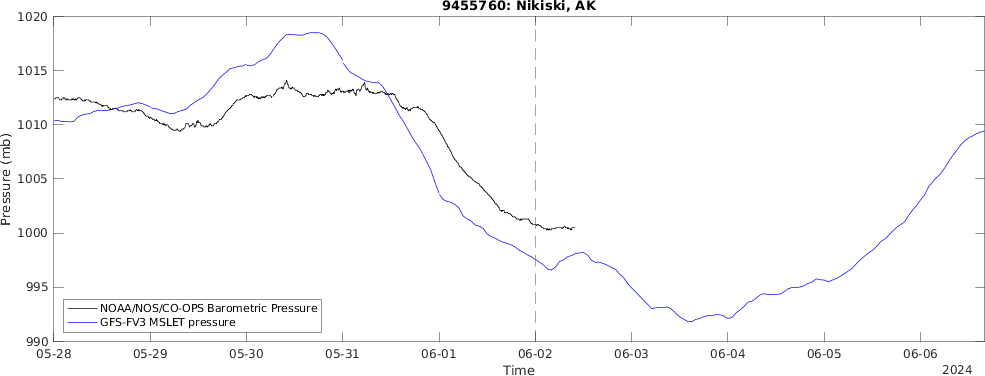 9455760: Nikiski, AK
Pressure (mb)
1020
1015
1010
1005
1000
995
990
NOAA/NOS/CO-OPS Barometric Pressure
GFS-FV3 MSLET pressure
05-28 05-29 05-30 05-31 06-01 06-02 06-03 06-04 06-05 06-06
Time
2024